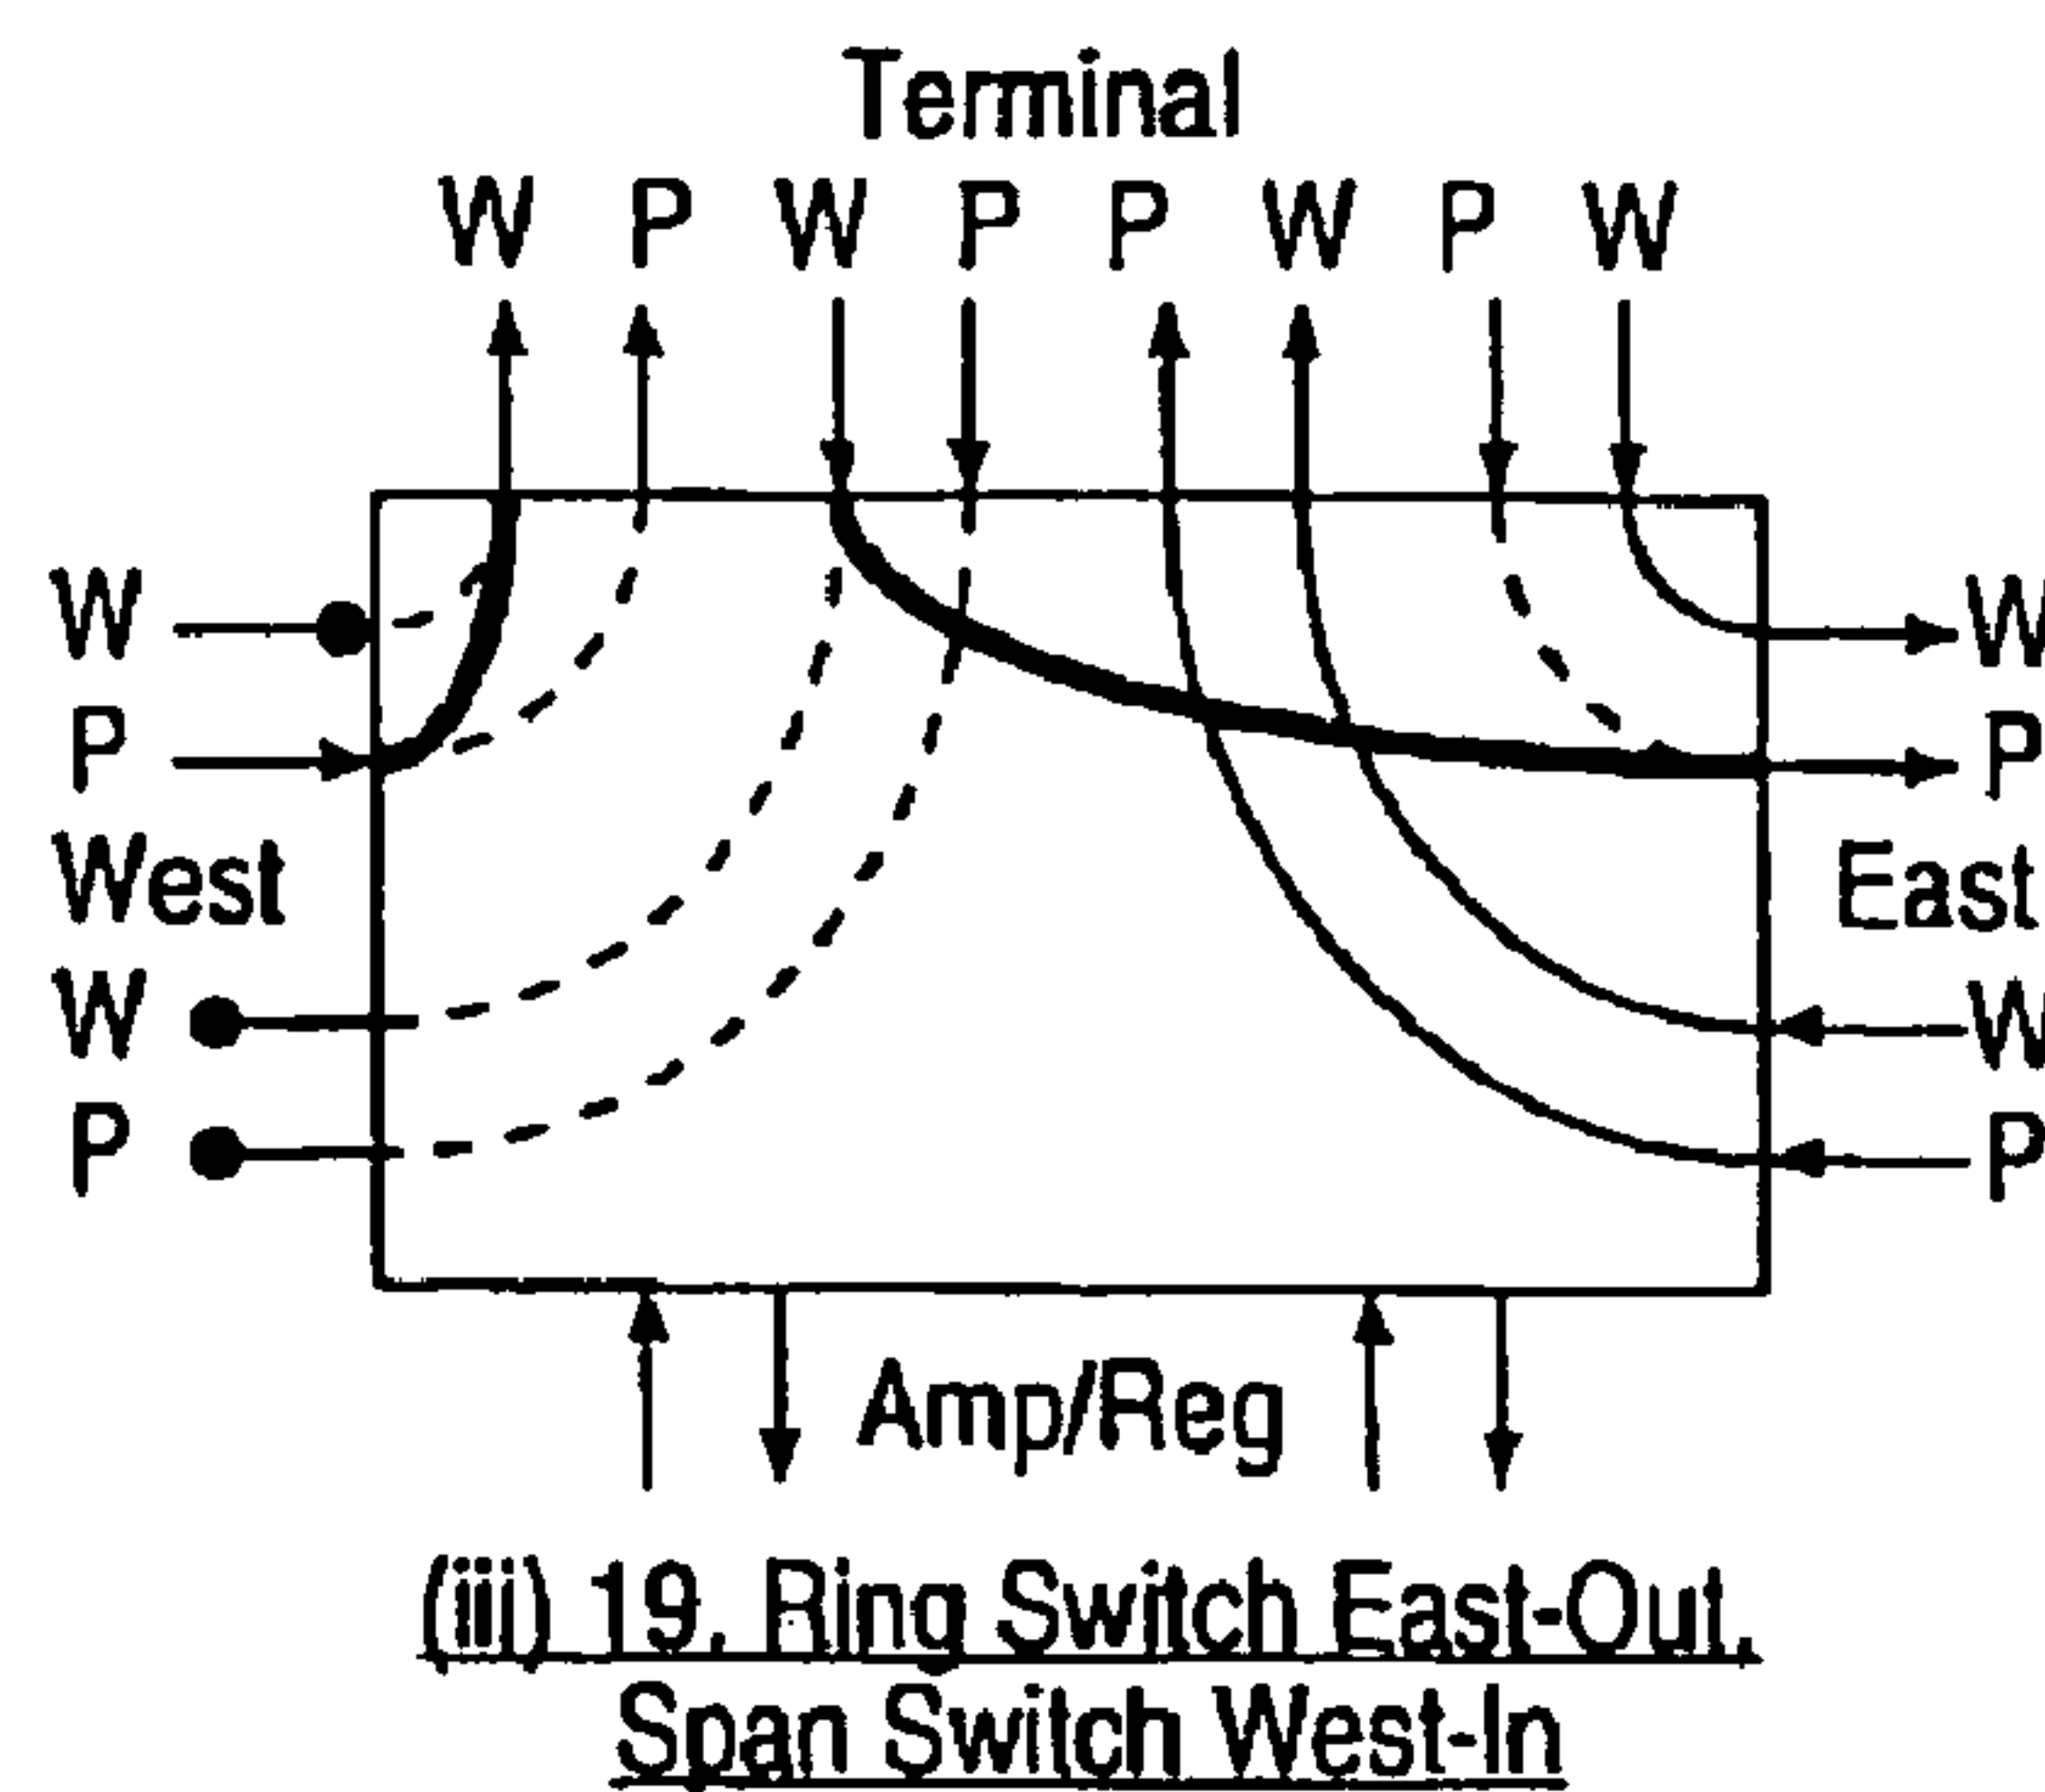 Terminal
W P W P P W P W
W W
P P
West East
W W
P P
Amp/Reg
(iii) 19. Ring Switch East-Out,
Span Switch West-In